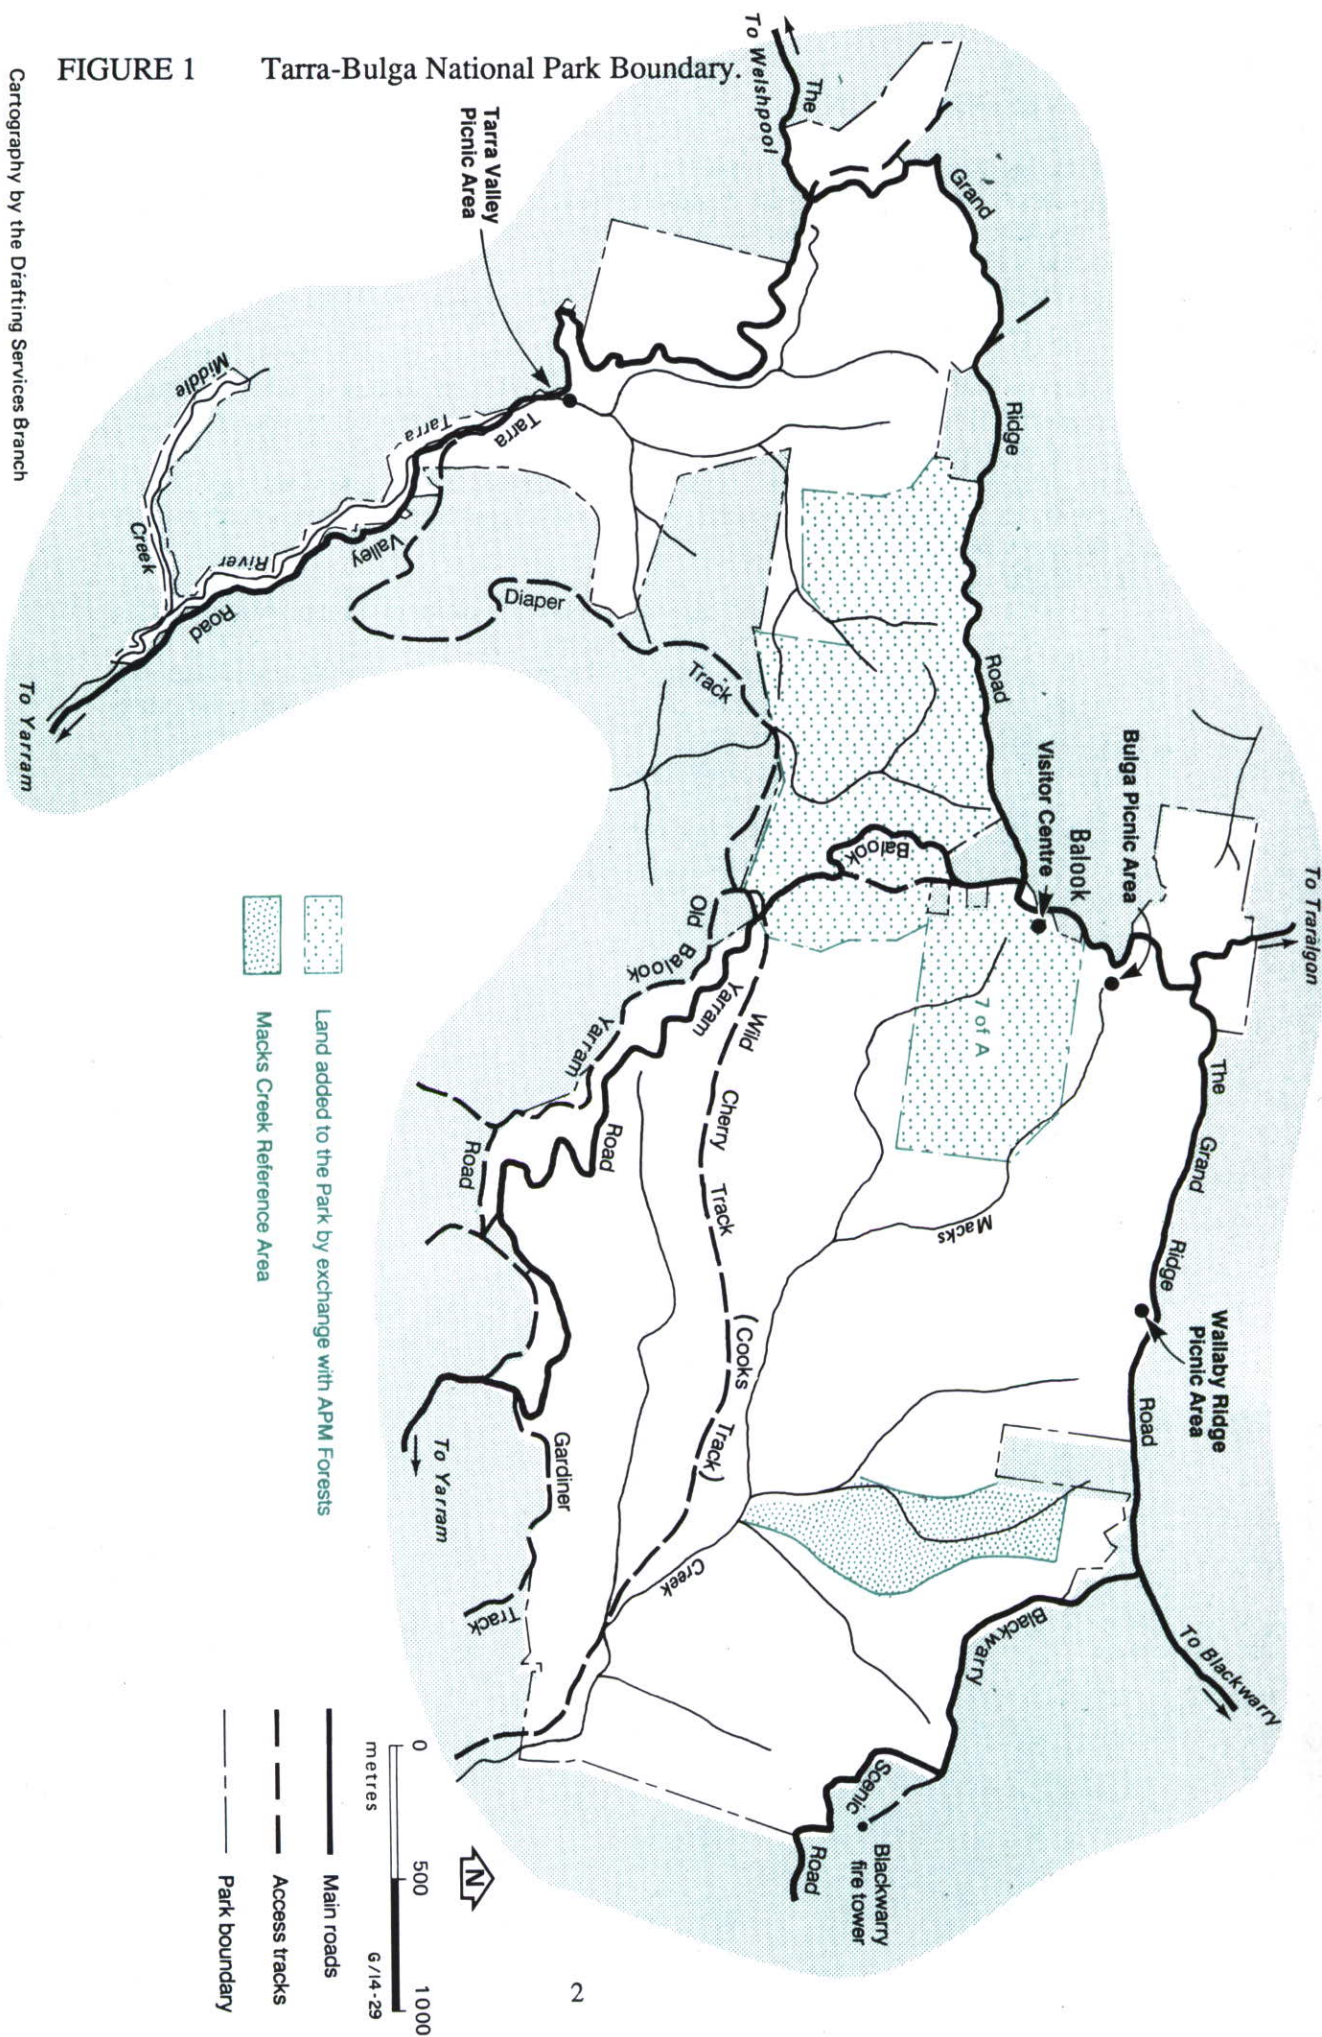 FIGURE 1 Tarra-Bulga National Park Boundary.
To Welshpool
The
Grand
Ridge
Road
Tarra Valley
Picnic Area
Middle
Creek
Tarra
River
Tarra
Valley
Road
To Yarram
Diaper
Track
Visitor Centre
Balook
Bulga Picnic Area
To Traralgon
Balook
Old
Balook
Yarram
Road
Yarram
Road
Wild
Cherry
Track
(Cooks
Track)
7 of A
Macks
Creek
The
Grand
Ridge
Road
Wallaby Ridge
Picnic Area
To Blackwarry
Blackwarry
Scenic
Road
Blackwarry
fire tower
Gardiner
Track
To Yarram
Land added to the Park by exchange with APM Forests
Macks Creek Reference Area
N
0 500 1000
metres
G/14-29
Main roads
Access tracks
Park boundary
Cartography by the Drafting Services Branch
2